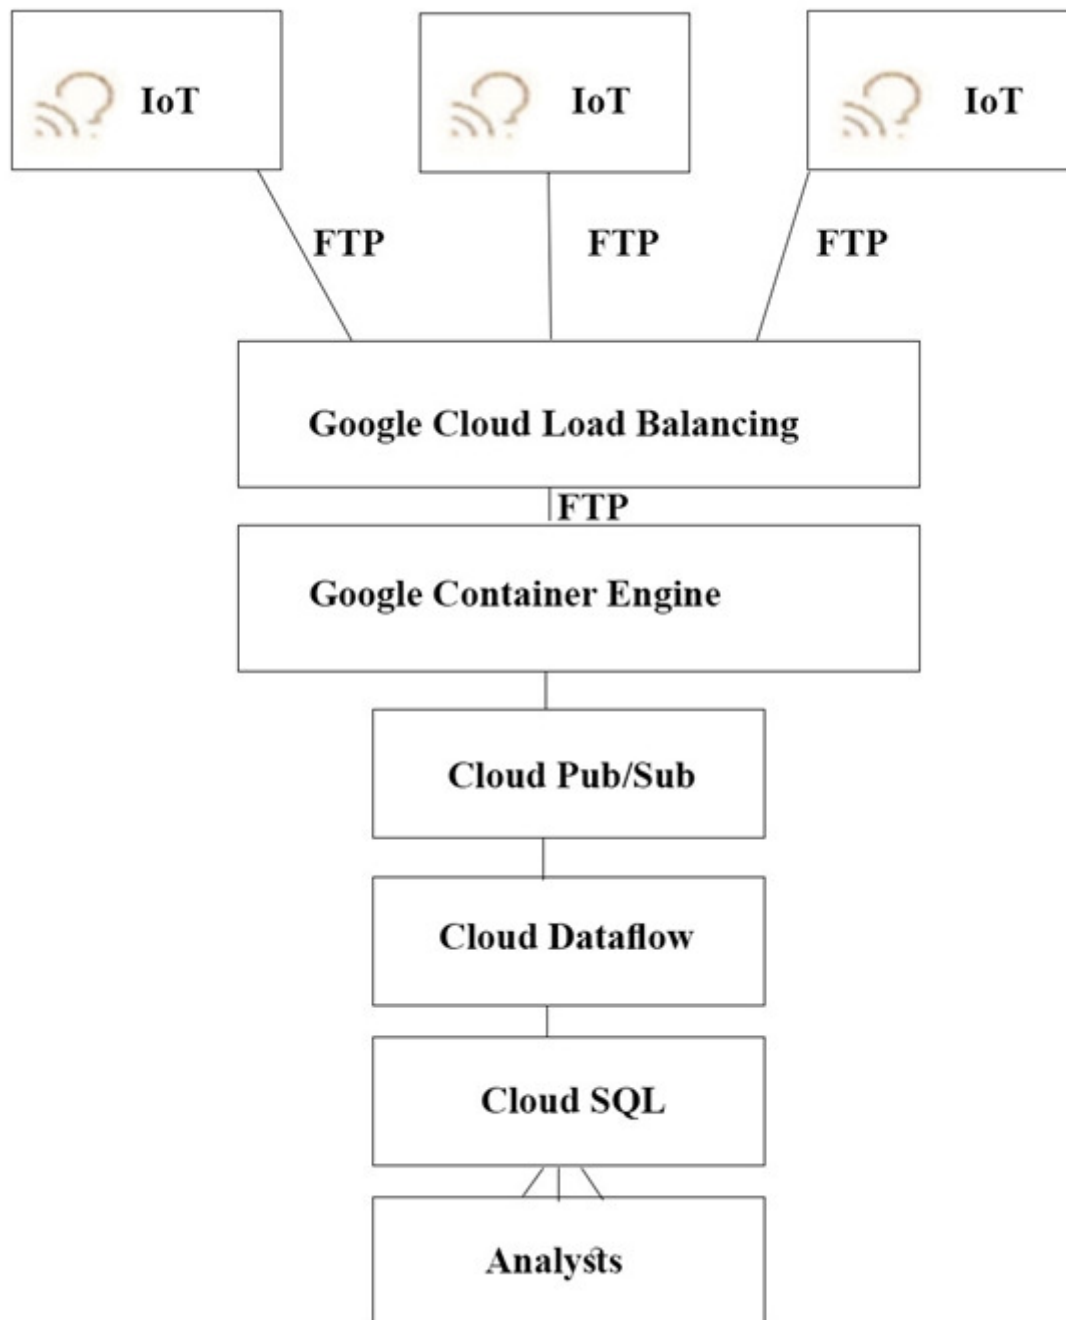 IoT
IoT
IoT
FTP
FTP
FTP
Google Cloud Load Balancing
FTP
Google Container Engine
Cloud Pub/Sub
Cloud Dataflow
Cloud SQL
Analysts